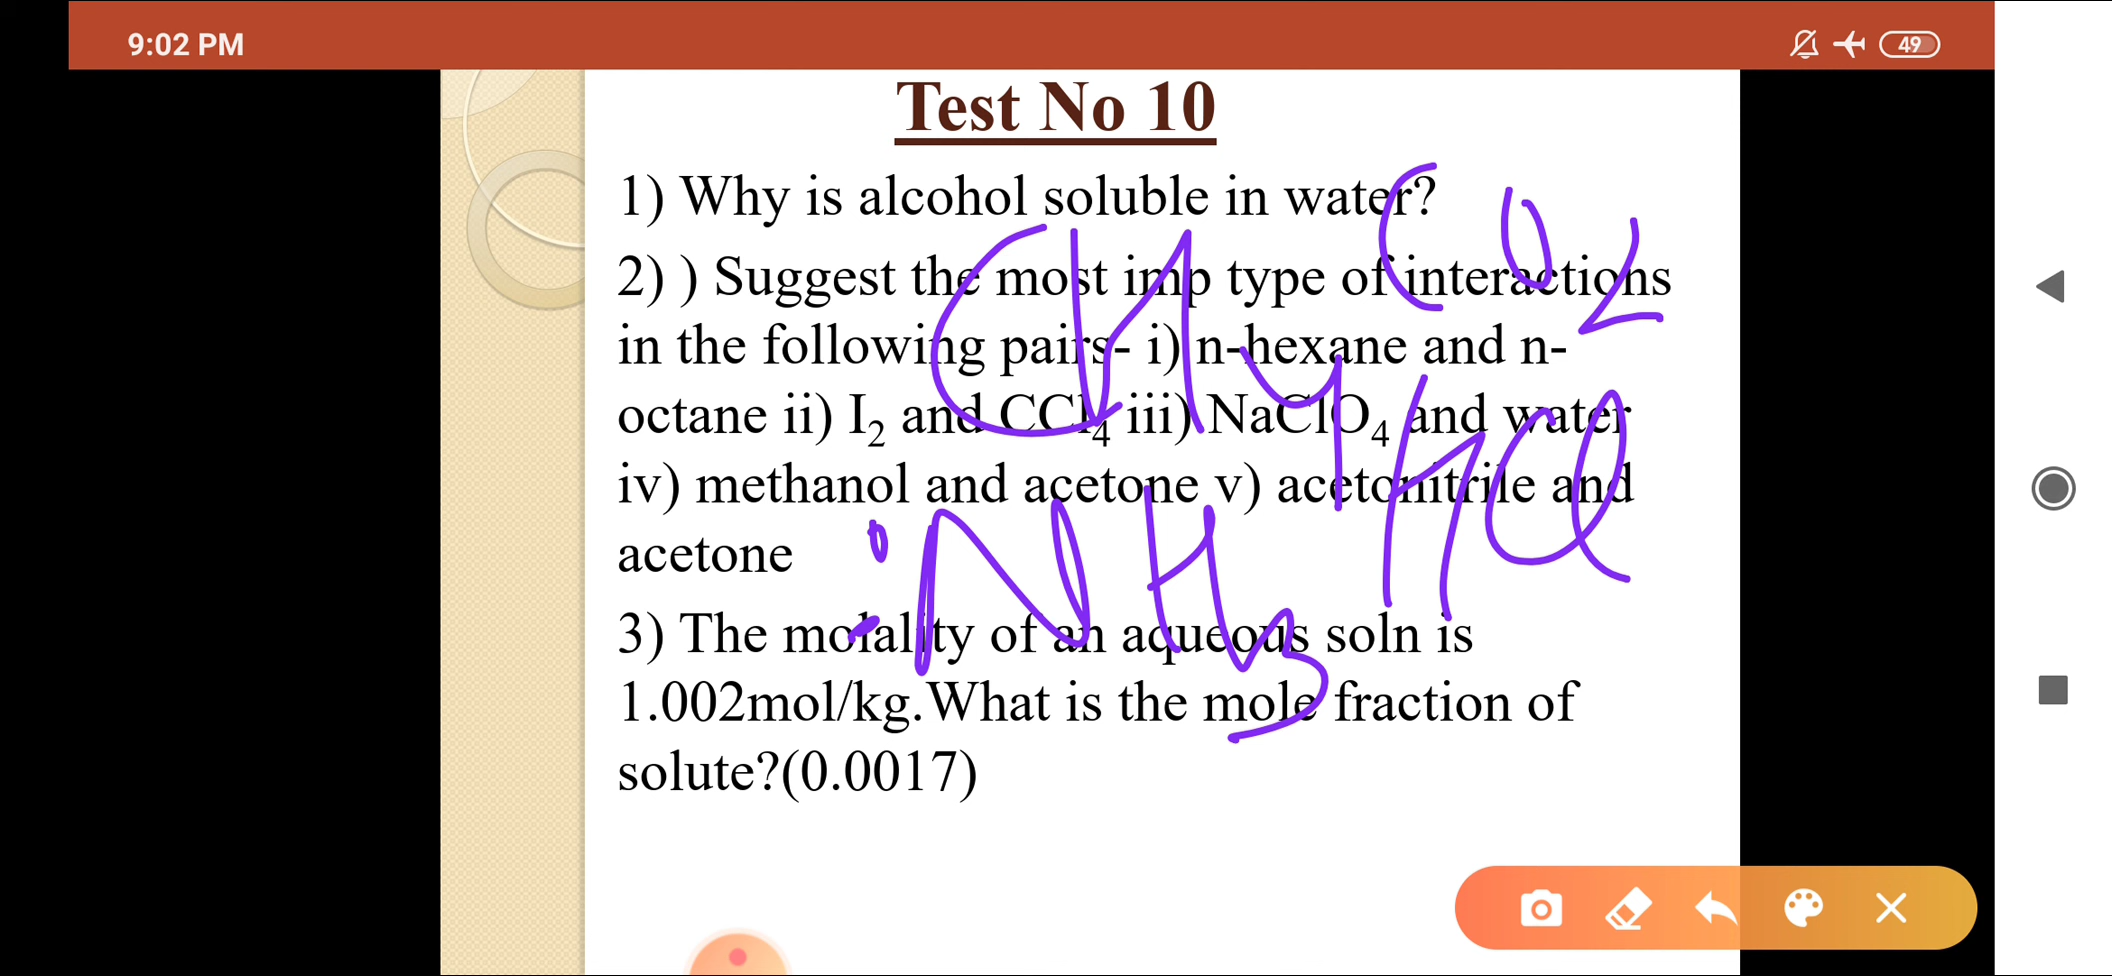 9:02 PM
49
Test No 10
1) Why is alcohol soluble in water?
CO2
2) ) Suggest the most imp type of interactions
in the following pairs- i) n-hexane and n-
CH4
octane ii) I2 and CCl4 iii) NaClO4 and water
HCl
iv) methanol and acetone v) acetonitrile and
acetone
NH3
3) The molality of an aqueous soln is
1.002mol/kg.What is the mole fraction of
solute?(0.0017)